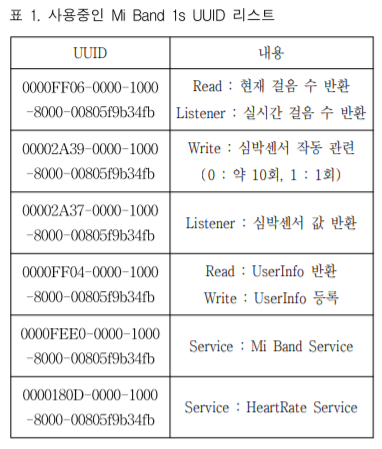 표 1. 사용중인 Mi Band 1s UUID 리스트
UUID
내용
0000FF06-0000-1000
-8000-00805f9b34fb
Read : 현재 걸음 수 반환
Listener : 실시간 걸음 수 반환
00002A39-0000-1000
-8000-00805f9b34fb
Write : 심박센서 작동 관련
(0 : 약 10회, 1 : 1회)
00002A37-0000-1000
-8000-00805f9b34fb
Listener : 심박센서 값 반환
0000FF04-0000-1000
-8000-00805f9b34fb
Read : UserInfo 반환
Write : UserInfo 등록
0000FEE0-0000-1000
-8000-00805f9b34fb
Service : Mi Band Service
0000180D-0000-1000
-8000-00805f9b34fb
Service : HeartRate Service